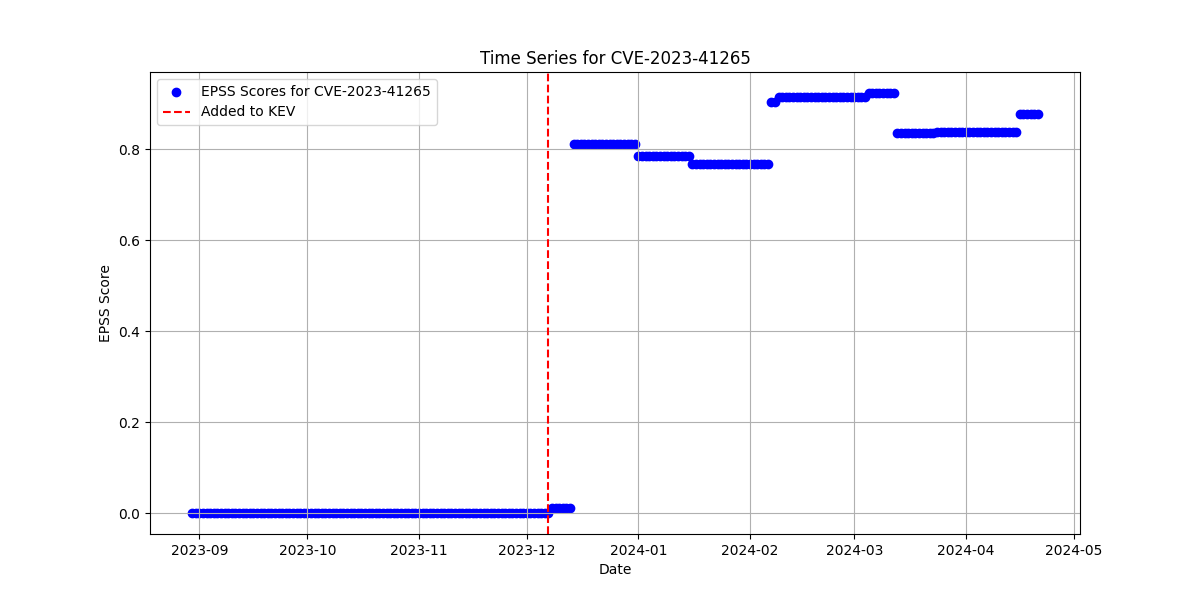 Time Series for CVE-2023-41265
EPSS Scores for CVE-2023-41265
Added to KEV
EPSS Score
0.8
0.6
0.4
0.2
0.0
2023-09 2023-10 2023-11 2023-12 2024-01 2024-02 2024-03 2024-04 2024-05
Date